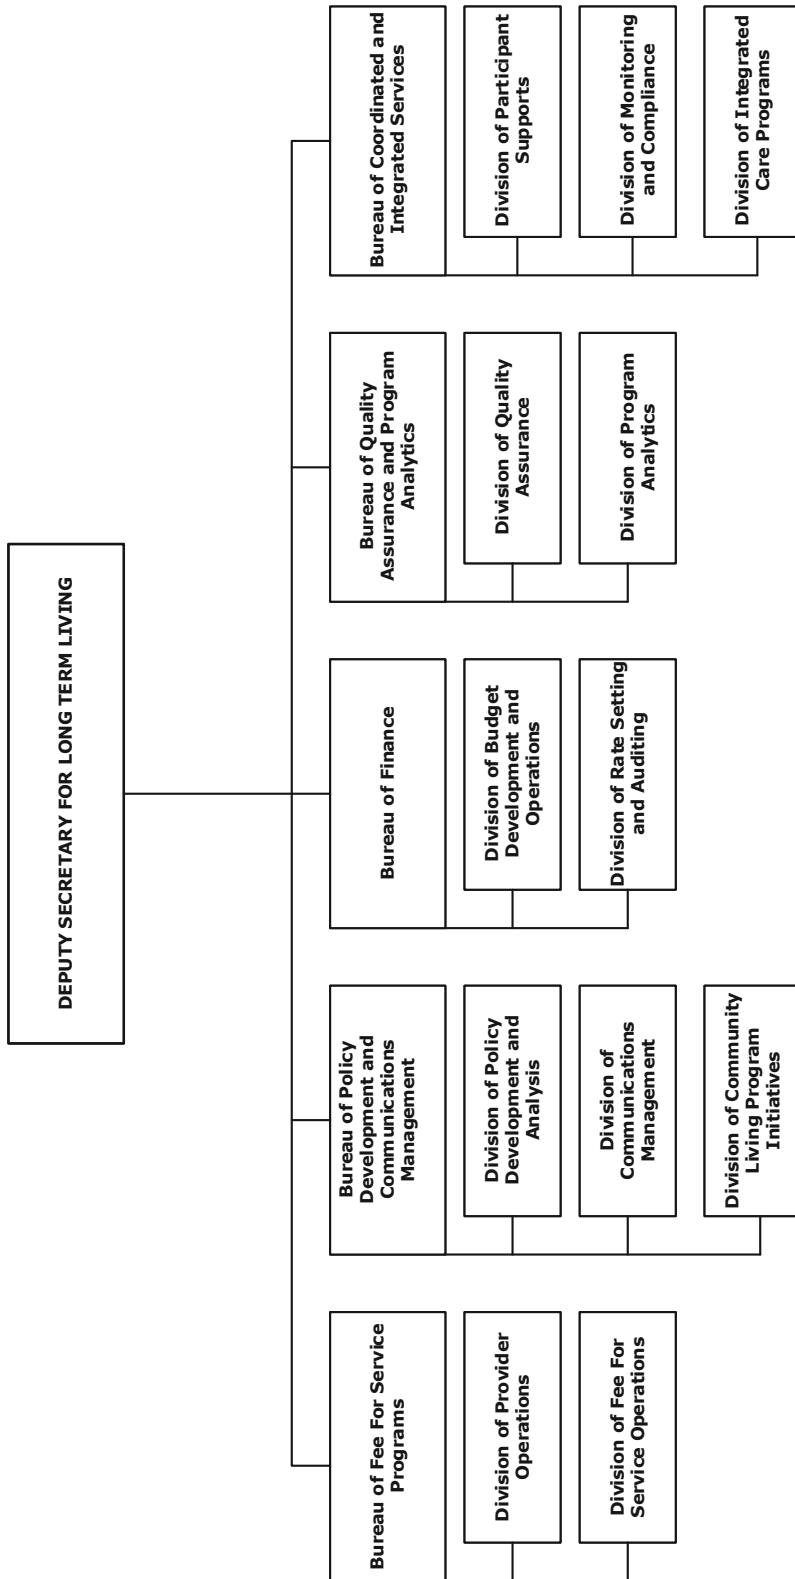 DEPUTY SECRETARY FOR LONG TERM LIVING
Bureau of Fee For Service
Programs
Division of Provider
Operations
Division of Fee For
Service Operations
Bureau of Policy
Development and
Communications
Management
Division of Policy
Development and
Analysis
Division of
Communications
Management
Division of Community
Living Program
Initiatives
Bureau of Finance
Division of Budget
Development and
Operations
Division of Rate Setting
and Auditing
Bureau of Quality
Assurance and Program
Analytics
Division of Quality
Assurance
Division of Program
Analytics
Bureau of Coordinated and
Integrated Services
Division of Participant
Supports
Division of Monitoring
and Compliance
Division of Integrated
Care Programs